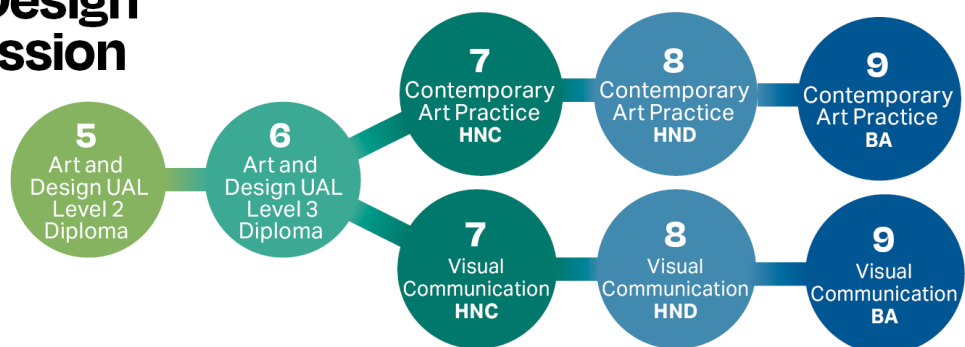 Design
ssion
5
Art and
Design UAL
Level 2
Diploma
6
Art and
Design UAL
Level 3
Diploma
7
Contemporary
Art Practice
HNC
8
Contemporary
Art Practice
HND
9
Contemporary
Art Practice
BA
7
Visual
Communication
HNC
8
Visual
Communication
HND
9
Visual
Communication
BA